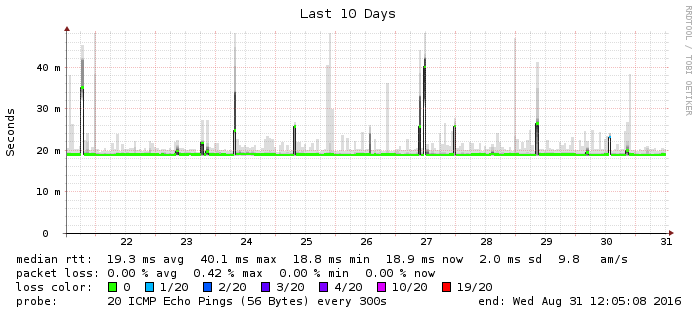 Last 10 Days
RRDTOOL / TOBI OETIKER
Seconds
40 m
30 m
20 m
10 m
0
22 23 24 25 26 27 28 29 30 31
median rtt: 19.3 ms avg 40.1 ms max 18.8 ms min 18.9 ms now 2.0 ms sd 9.8 am/s
packet loss: 0.00 % avg 0.42 % max 0.00 % min 0.00 % now
loss color: 0 1/20 2/20 3/20 4/20 10/20 19/20
probe: 20 ICMP Echo Pings (56 Bytes) every 300s end: Wed Aug 31 12:05:08 2016